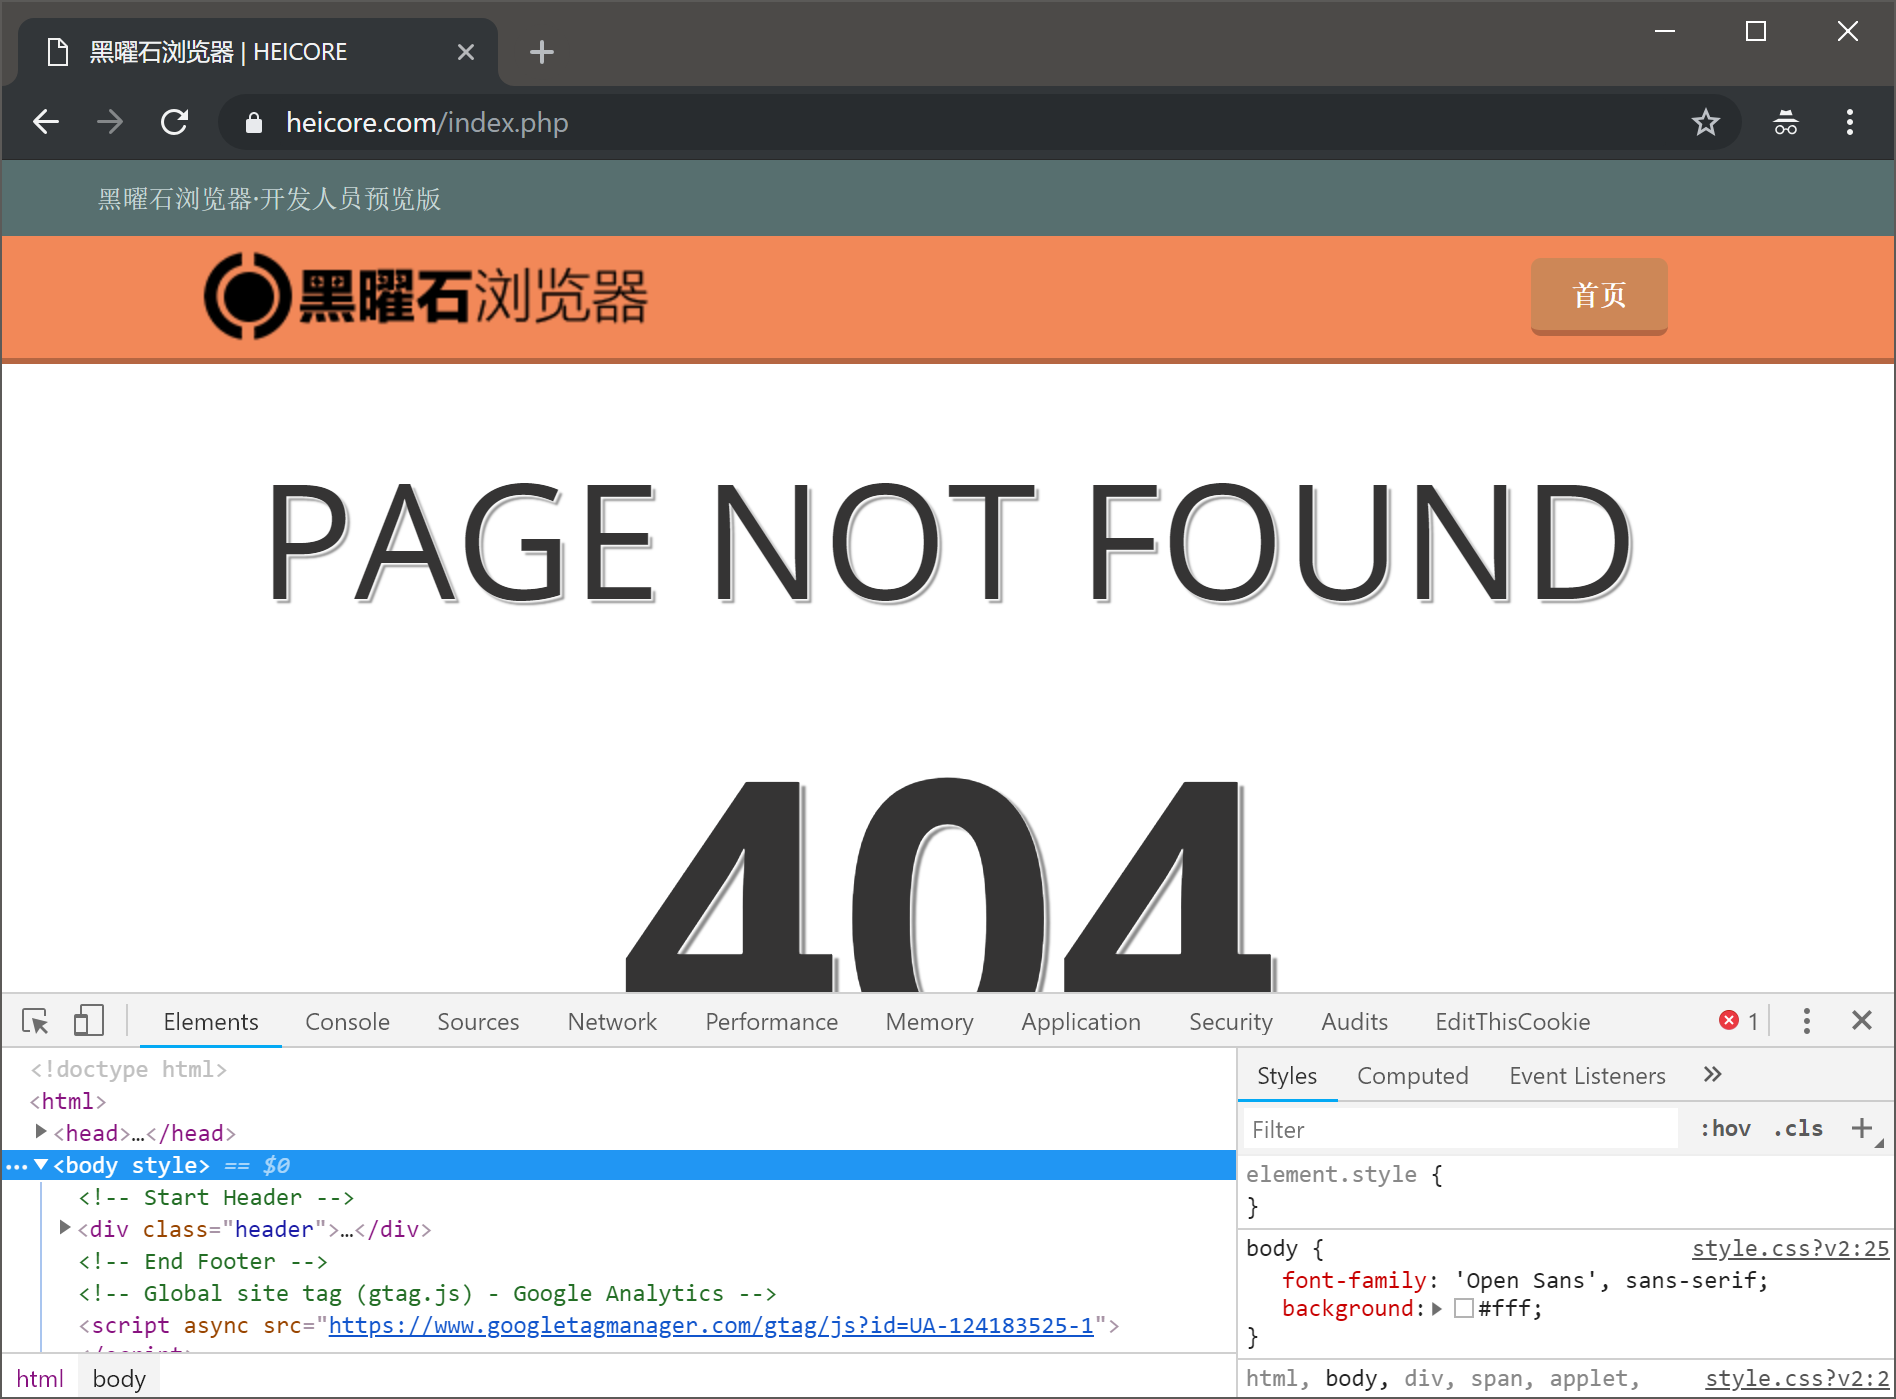 黑曜石浏览器 | HEICORE
heicore.com/index.php
黑曜石浏览器·开发人员预览版
黑曜石浏览器
首页
PAGE NOT FOUND
404
Elements Console Sources Network Performance Memory Application Security Audits EditThisCookie 1
<!doctype html>
<html>
<head>…</head>
<body style> == $0
<!-- Start Header -->
<div class="header">…</div>
<!-- End Footer -->
<!-- Global site tag (gtag.js) - Google Analytics -->
<script async src="https://www.googletagmanager.com/gtag/js?id=UA-124183525-1">
html body
Styles Computed Event Listeners
Filter :hov .cls
element.style {
}
body { style.css?v2:25
font-family: 'Open Sans', sans-serif;
background: #fff;
}
html, body, div, span, applet, style.css?v2:2